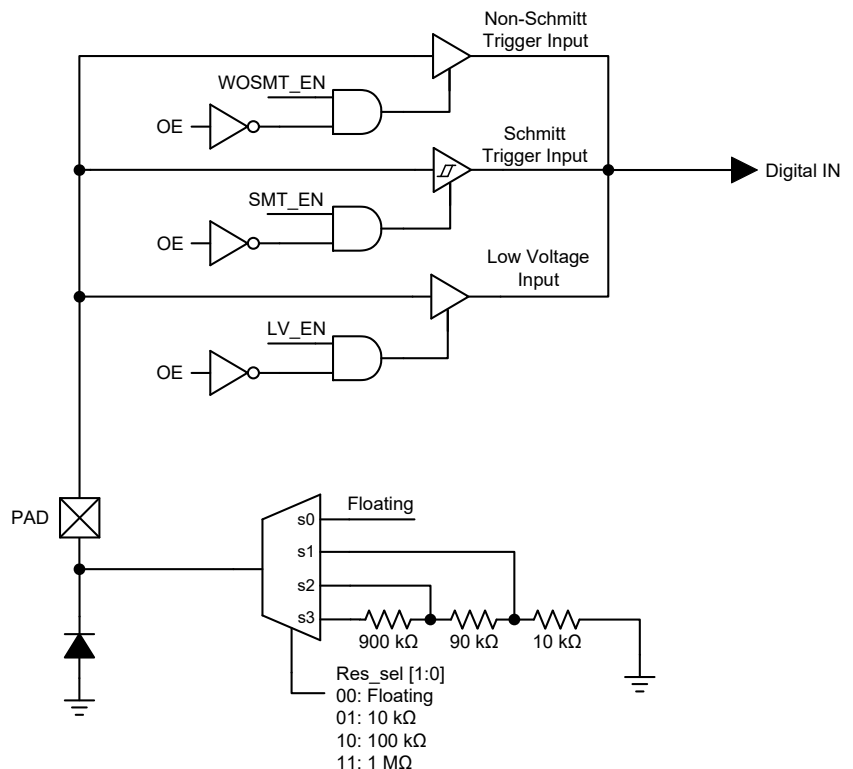 Non-Schmitt
Trigger Input
WOSMT_EN
OE
Schmitt
Trigger Input
Digital IN
SMT_EN
OE
Low Voltage
Input
LV_EN
OE
PAD
Floating
s0
s1
s2
s3
900 kΩ
90 kΩ
10 kΩ
Res_sel [1:0]
00: Floating
01: 10 kΩ
10: 100 kΩ
11: 1 MΩ